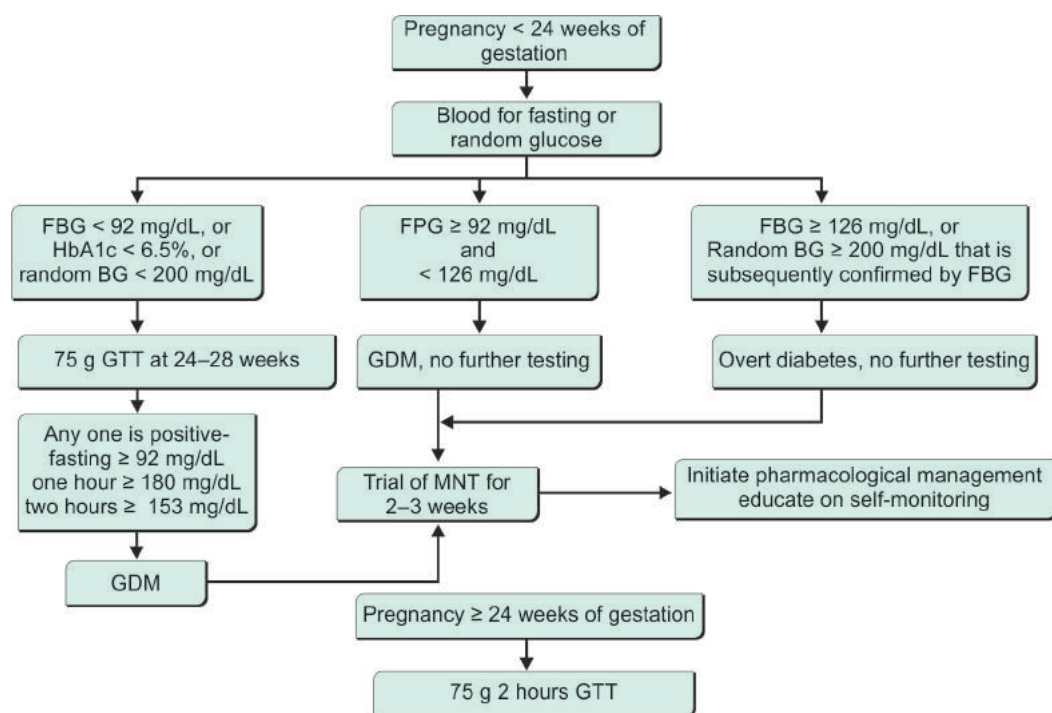 Pregnancy < 24 weeks of
gestation
Blood for fasting or
random glucose
FBG < 92 mg/dL, or
HbA1c < 6.5%, or
random BG < 200 mg/dL
FPG ≥ 92 mg/dL
and
< 126 mg/dL
FBG ≥ 126 mg/dL, or
Random BG ≥ 200 mg/dL that is
subsequently confirmed by FBG
75 g GTT at 24–28 weeks
GDM, no further testing
Overt diabetes, no further testing
Any one is positive-
fasting ≥ 92 mg/dL
one hour ≥ 180 mg/dL
two hours ≥ 153 mg/dL
Trial of MNT for
2–3 weeks
Initiate pharmacological management
educate on self-monitoring
GDM
Pregnancy ≥ 24 weeks of gestation
75 g 2 hours GTT